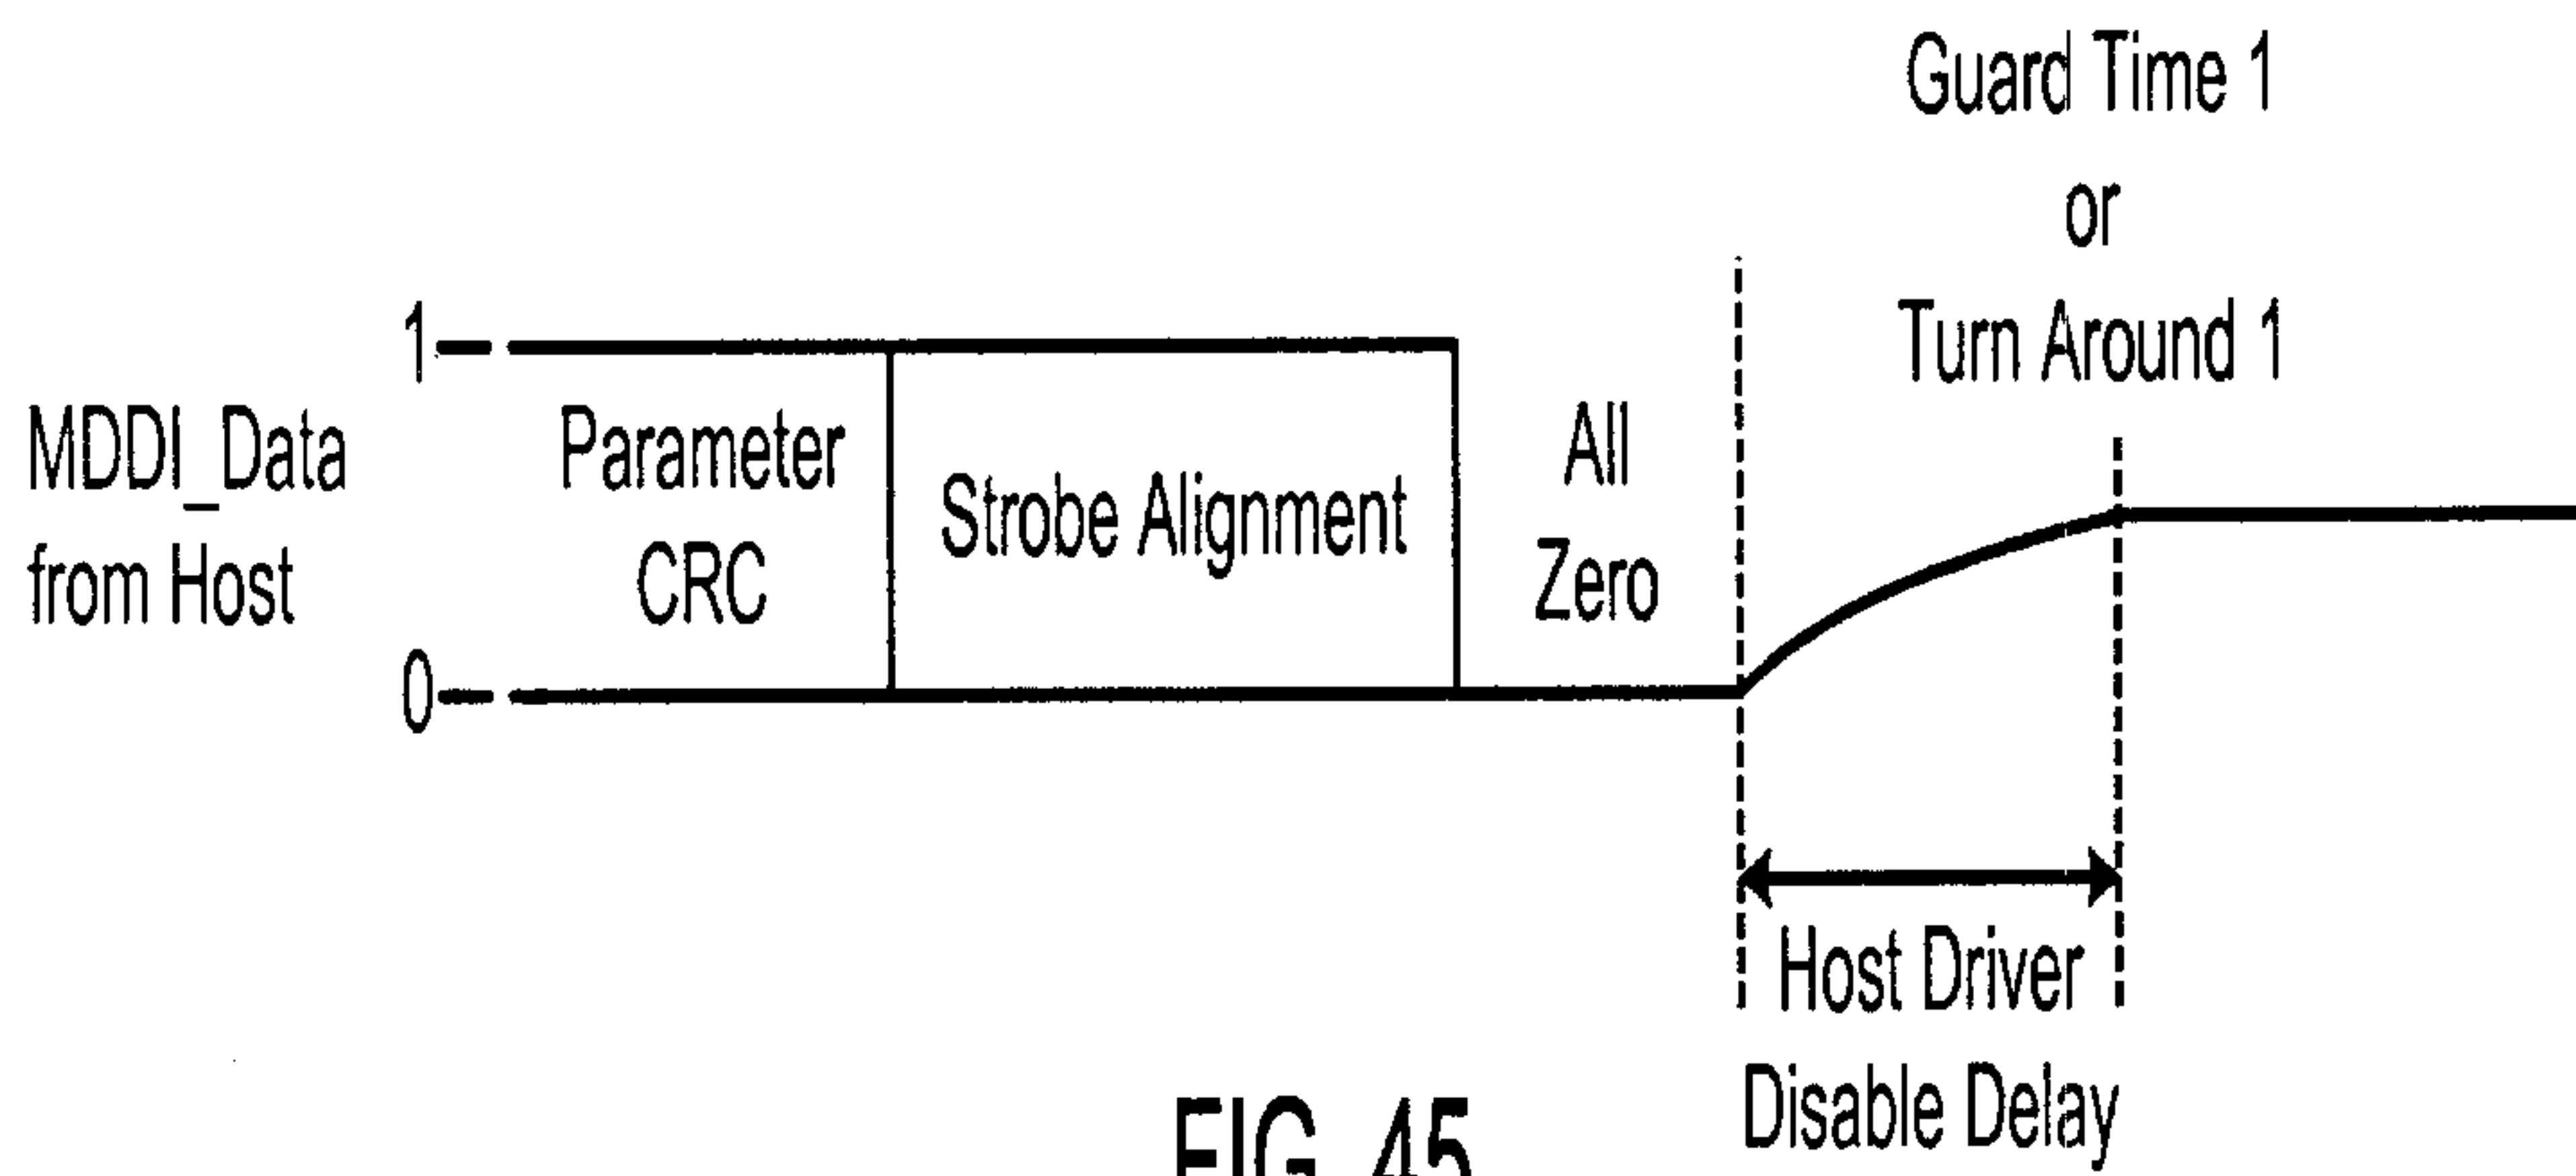 Guard Time 1
or
Turn Around 1
1
MDDI_Data
from Host
0
Parameter
CRC
Strobe Alignment
All
Zero
Host Driver
Disable Delay
FIG. 45